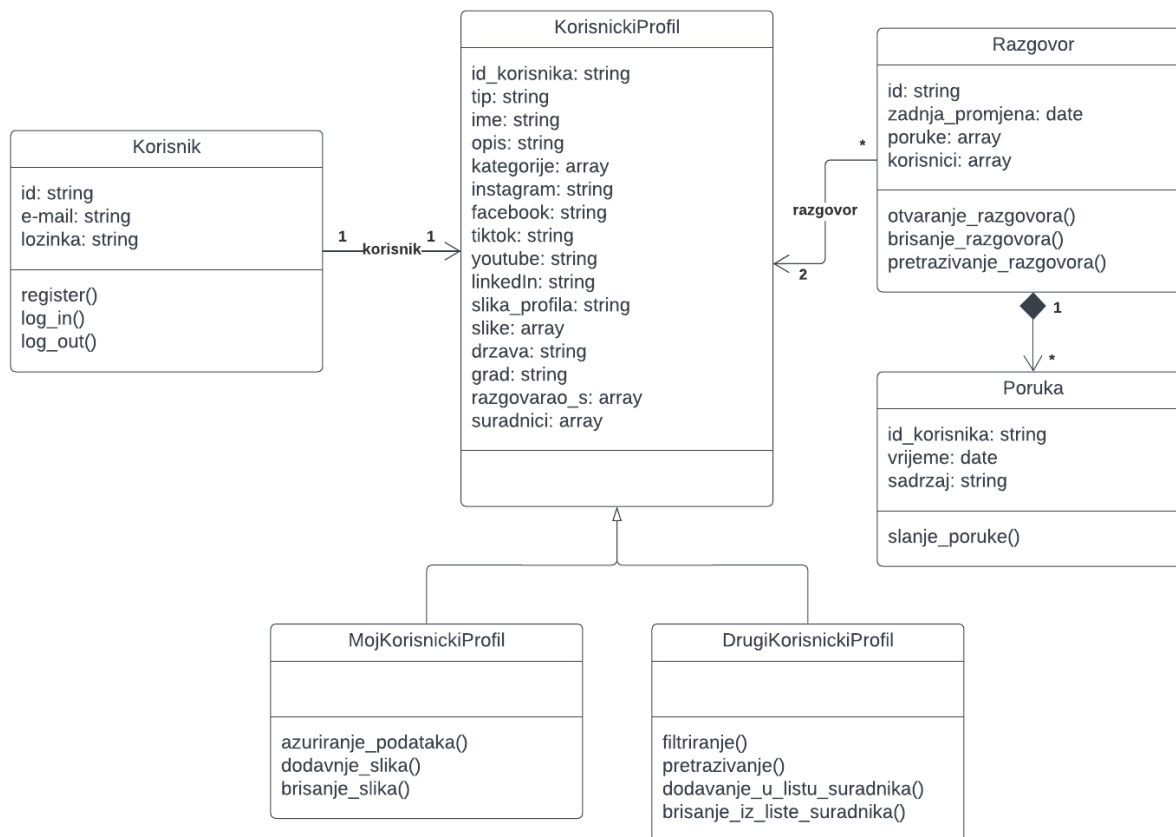 Korisnik
id: string
e-mail: string
lozinka: string
register()
log_in()
log_out()
1
korisnik
1
KorisnickiProfil
id_korisnika: string
tip: string
ime: string
opis: string
kategorije: array
instagram: string
facebook: string
tiktok: string
youtube: string
linkedIn: string
slika_profila: string
slike: array
drzava: string
grad: string
razgovarao_s: array
suradnici: array
*
razgovor
2
Razgovor
id: string
zadnja_promjena: date
poruke: array
korisnici: array
otvaranje_razgovora()
brisanje_razgovora()
pretrazivanje_razgovora()
1
*
Poruka
id_korisnika: string
vrijeme: date
sadrzaj: string
slanje_poruke()
MojKorisnickiProfil
azuriranje_podataka()
dodavnje_slika()
brisanje_slika()
DrugiKorisnickiProfil
filtriranje()
pretrazivanje()
dodavanje_u_listu_suradnika()
brisanje_iz_liste_suradnika()